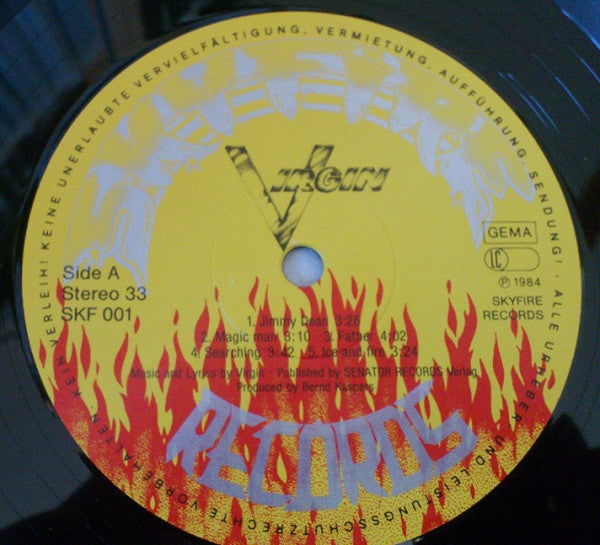 ALLE URHEBER- UND LEISTUNGSSCHUTZRECHTE VORBEHALTEN. KEIN VERLEIH! KEINE UNERLAUBTE VERVIELFÄLTIGUNG, VERMIETUNG, AUFFÜHRUNG, SENDUNG! ·
VIRGIN
Side A
Stereo 33
SKF 001
GEMA
LC
℗ 1984
SKYFIRE
RECORDS
1. Jimmy Dean 3:26
2. Magic man 3:10 · 3. Father 4:02
4. Searching 9:42 · 5. Ice and fire 3:24
Music and Lyrics by Virgin · Published by SENATOR RECORDS Verlag
Produced by Bernd Kaspers
RECORDS